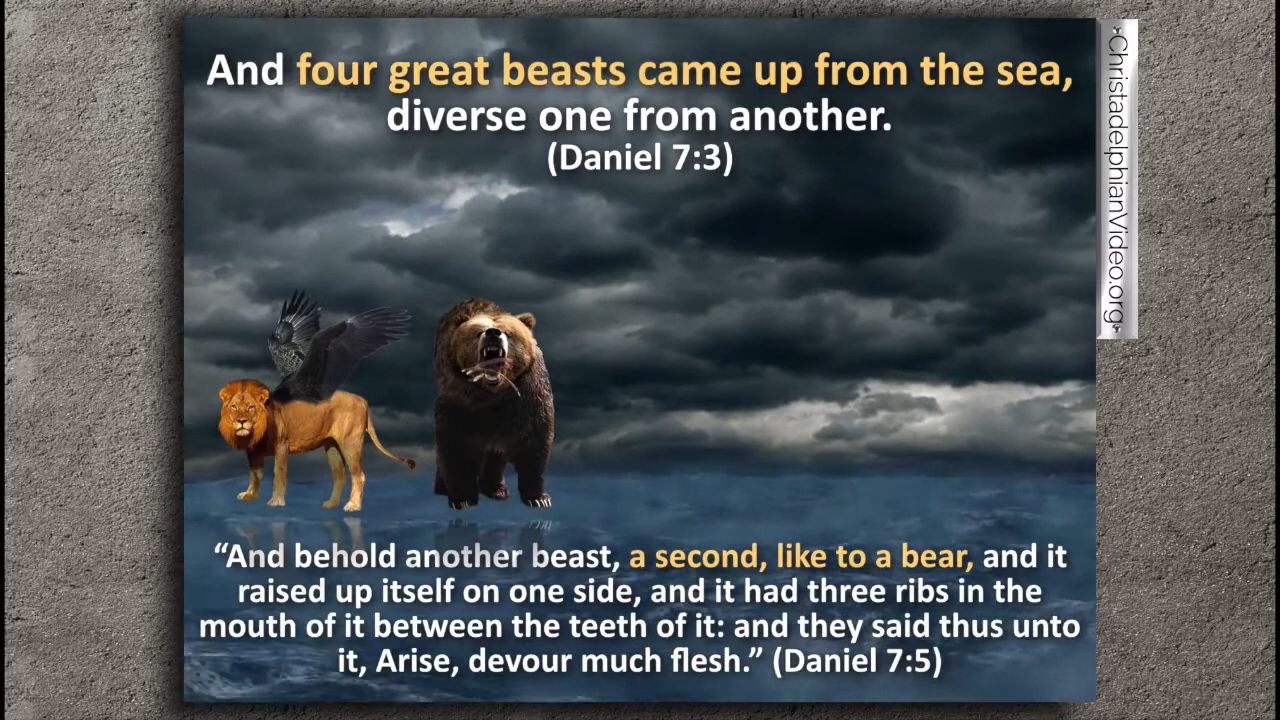 And four great beasts came up from the sea,
diverse one from another.
(Daniel 7:3)
“And behold another beast, a second, like to a bear, and it
raised up itself on one side, and it had three ribs in the
mouth of it between the teeth of it: and they said thus unto
it, Arise, devour much flesh.” (Daniel 7:5)
ChristadelphianVideo.org